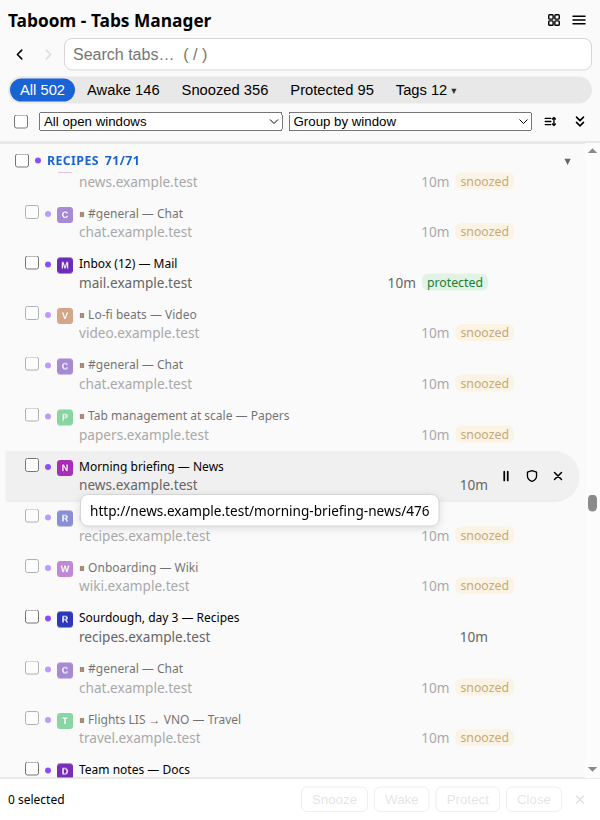 Taboom - Tabs Manager
Search tabs… ( / )
All 502 Awake 146 Snoozed 356 Protected 95 Tags 12 ▾
All open windows Group by window
RECIPES 71/71 ▼
news.example.test 10m snoozed
C #general — Chat
chat.example.test 10m snoozed
M Inbox (12) — Mail
mail.example.test 10m protected
V Lo-fi beats — Video
video.example.test 10m snoozed
C #general — Chat
chat.example.test 10m snoozed
P Tab management at scale — Papers
papers.example.test 10m snoozed
N Morning briefing — News
news.example.test 10m
http://news.example.test/morning-briefing-news/476
R
recipes.example.test 10m snoozed
W Onboarding — Wiki
wiki.example.test 10m snoozed
R Sourdough, day 3 — Recipes
recipes.example.test 10m
C #general — Chat
chat.example.test 10m snoozed
T Flights LIS → VNO — Travel
travel.example.test 10m snoozed
D Team notes — Docs
0 selected Snooze Wake Protect Close ✕